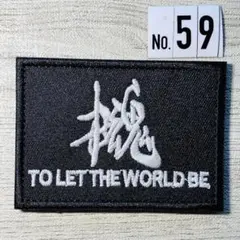 No. 59
TO LET THE WORLD BE